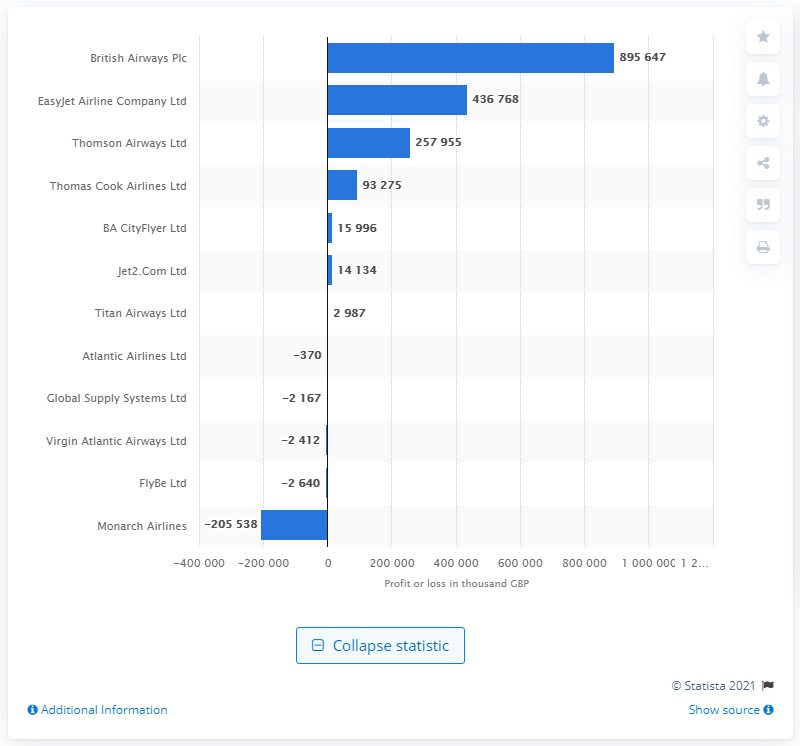 British Airways Plc 895 647
EasyJet Airline Company Ltd 436 768
Thomson Airways Ltd 257 955
Thomas Cook Airlines Ltd 93 275
BA CityFlyer Ltd 15 996
Jet2.Com Ltd 14 134
Titan Airways Ltd 2 987
Atlantic Airlines Ltd −370
Global Supply Systems Ltd −2 167
Virgin Atlantic Airways Ltd −2 412
FlyBe Ltd −2 640
Monarch Airlines −205 538
−400 000 −200 000 0 200 000 400 000 600 000 800 000 1 000 000 1 2...
Profit or loss in thousand GBP
Collapse statistic
© Statista 2021
Additional Information Show source